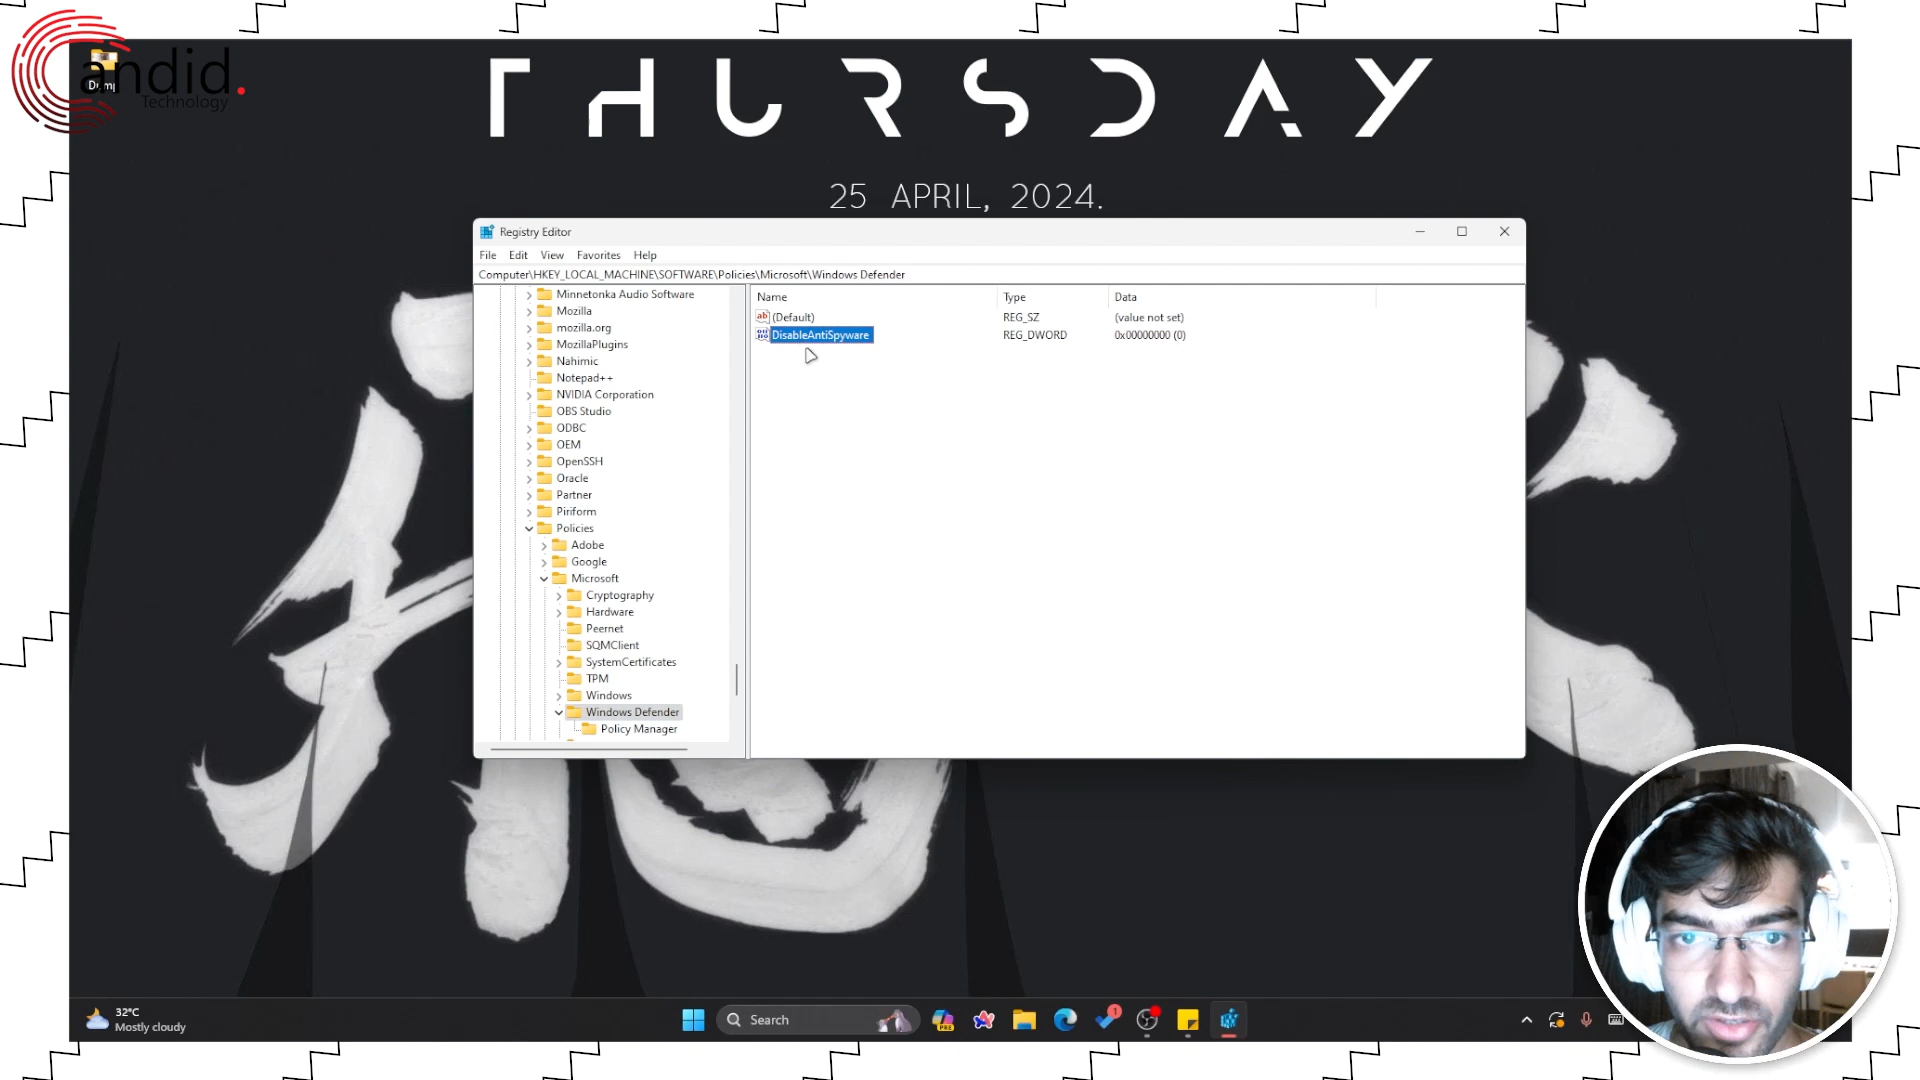 andid.
Technology
THURSDAY
25 APRIL, 2024.
Registry Editor
File Edit View Favorites Help
Computer\HKEY_LOCAL_MACHINE\SOFTWARE\Policies\Microsoft\Windows Defender
Minnetonka Audio Software
Mozilla
mozilla.org
MozillaPlugins
Nahimic
Notepad++
NVIDIA Corporation
OBS Studio
ODBC
OEM
OpenSSH
Oracle
Partner
Piriform
Policies
Adobe
Google
Microsoft
Cryptography
Hardware
Peernet
SQMClient
SystemCertificates
TPM
Windows
Windows Defender
Policy Manager
Name Type Data
(Default) REG_SZ (value not set)
DisableAntiSpyware REG_DWORD 0x00000000 (0)
32°C
Mostly cloudy
Search
PRE
1